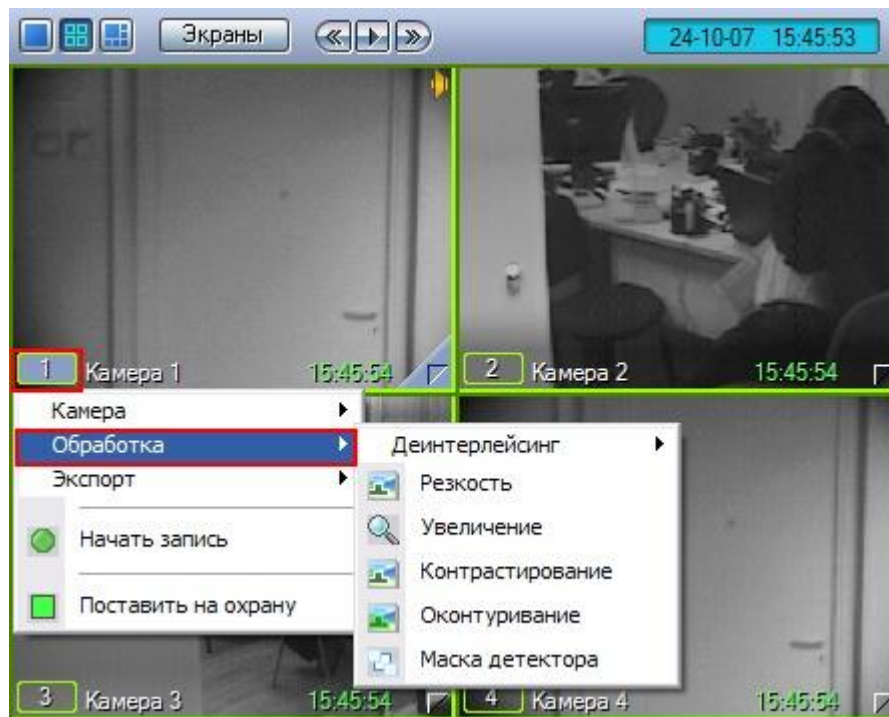 Экраны
24-10-07 15:45:53
1 Камера 1 15:45:54
2 Камера 2 15:45:54
Камера
Обработка
Экспорт
Начать запись
Поставить на охрану
Деинтерлейсинг
Резкость
Увеличение
Контрастирование
Оконтуривание
Маска детектора
3 Камера 3 15:45:54
4 Камера 4 15:45:54